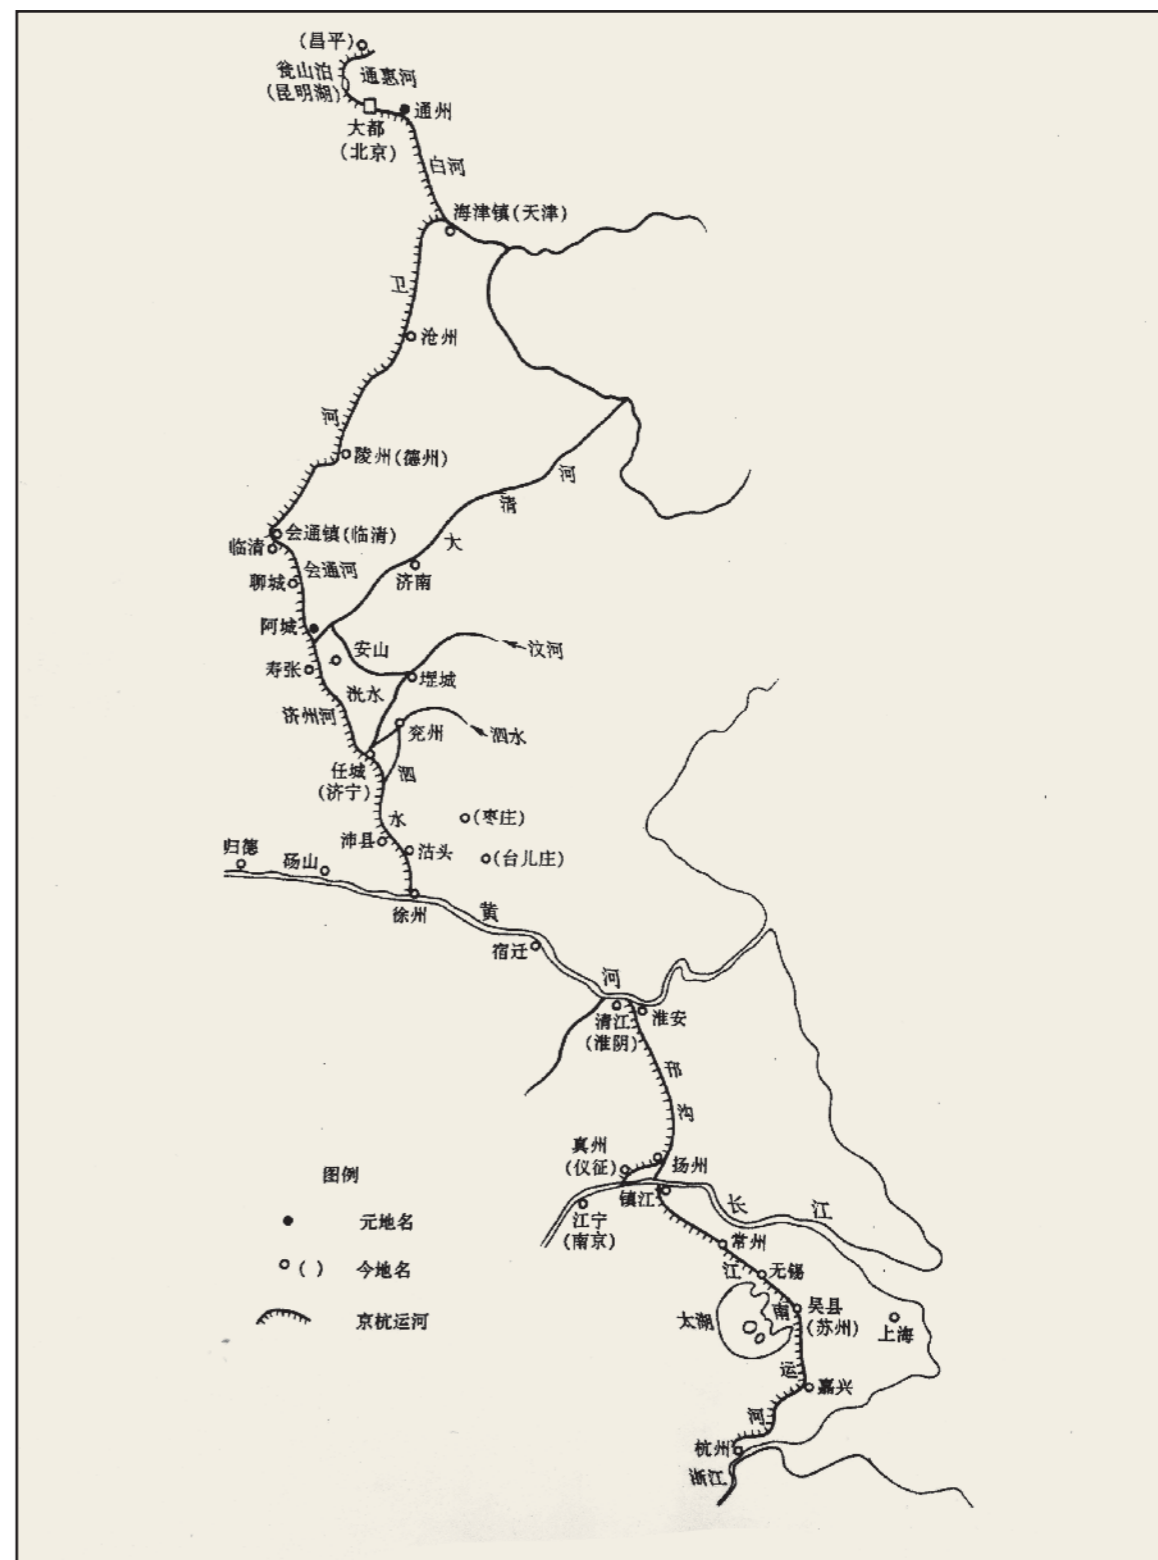 (昌平)
瓮山泊
(昆明湖)
通惠河
大都
(北京)
通州
白河
海津镇(天津)
卫
沧州
河
陵州(德州)
会通镇(临清)
临清
会通河
聊城
大
清
河
济南
阿城
安山
汶河
寿张
堽城
洸水
济州河
兖州
泗水
任城
(济宁)
泗
水
(枣庄)
沛县
沽头
(台儿庄)
归德
砀山
徐州
黄
宿迁
河
清江
(淮阴)
淮安
邗
沟
真州
(仪征)
扬州
镇江
长
江
江宁
(南京)
常州
江
无锡
太湖
南
吴县
(苏州)
上海
运
嘉兴
河
杭州
浙江
图例
元地名
( )
今地名
京杭运河